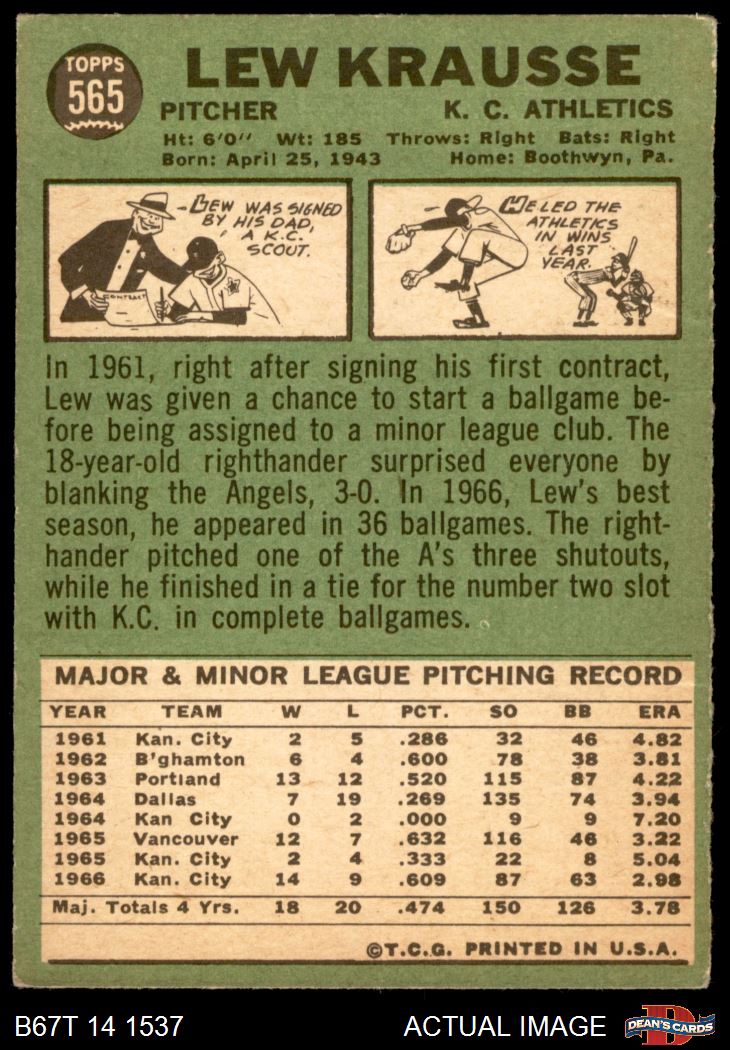 TOPPS
565
LEW KRAUSSE
PITCHER K. C. ATHLETICS
Ht: 6'0" Wt: 185 Throws: Right Bats: Right
Born: April 25, 1943 Home: Boothwyn, Pa.
LEW WAS SIGNED
BY HIS DAD,
A K.C.
SCOUT.
CONTRACT
HE LED THE
ATHLETICS
IN WINS
LAST
YEAR.
In 1961, right after signing his first contract,
Lew was given a chance to start a ballgame be-
fore being assigned to a minor league club. The
18-year-old righthander surprised everyone by
blanking the Angels, 3-0. In 1966, Lew's best
season, he appeared in 36 ballgames. The right-
hander pitched one of the A's three shutouts,
while he finished in a tie for the number two slot
with K.C. in complete ballgames.
MAJOR & MINOR LEAGUE PITCHING RECORD
YEAR TEAM W L PCT. SO BB ERA
1961 Kan. City 2 5 .286 32 46 4.82
1962 B'ghamton 6 4 .600 78 38 3.81
1963 Portland 13 12 .520 115 87 4.22
1964 Dallas 7 19 .269 135 74 3.94
1964 Kan City 0 2 .000 9 9 7.20
1965 Vancouver 12 7 .632 116 46 3.22
1965 Kan. City 2 4 .333 22 8 5.04
1966 Kan. City 14 9 .609 87 63 2.98
Maj. Totals 4 Yrs. 18 20 .474 150 126 3.78
©T.C.G. PRINTED IN U.S.A.
B67T 14 1537 ACTUAL IMAGE
D
DEAN'S CARDS